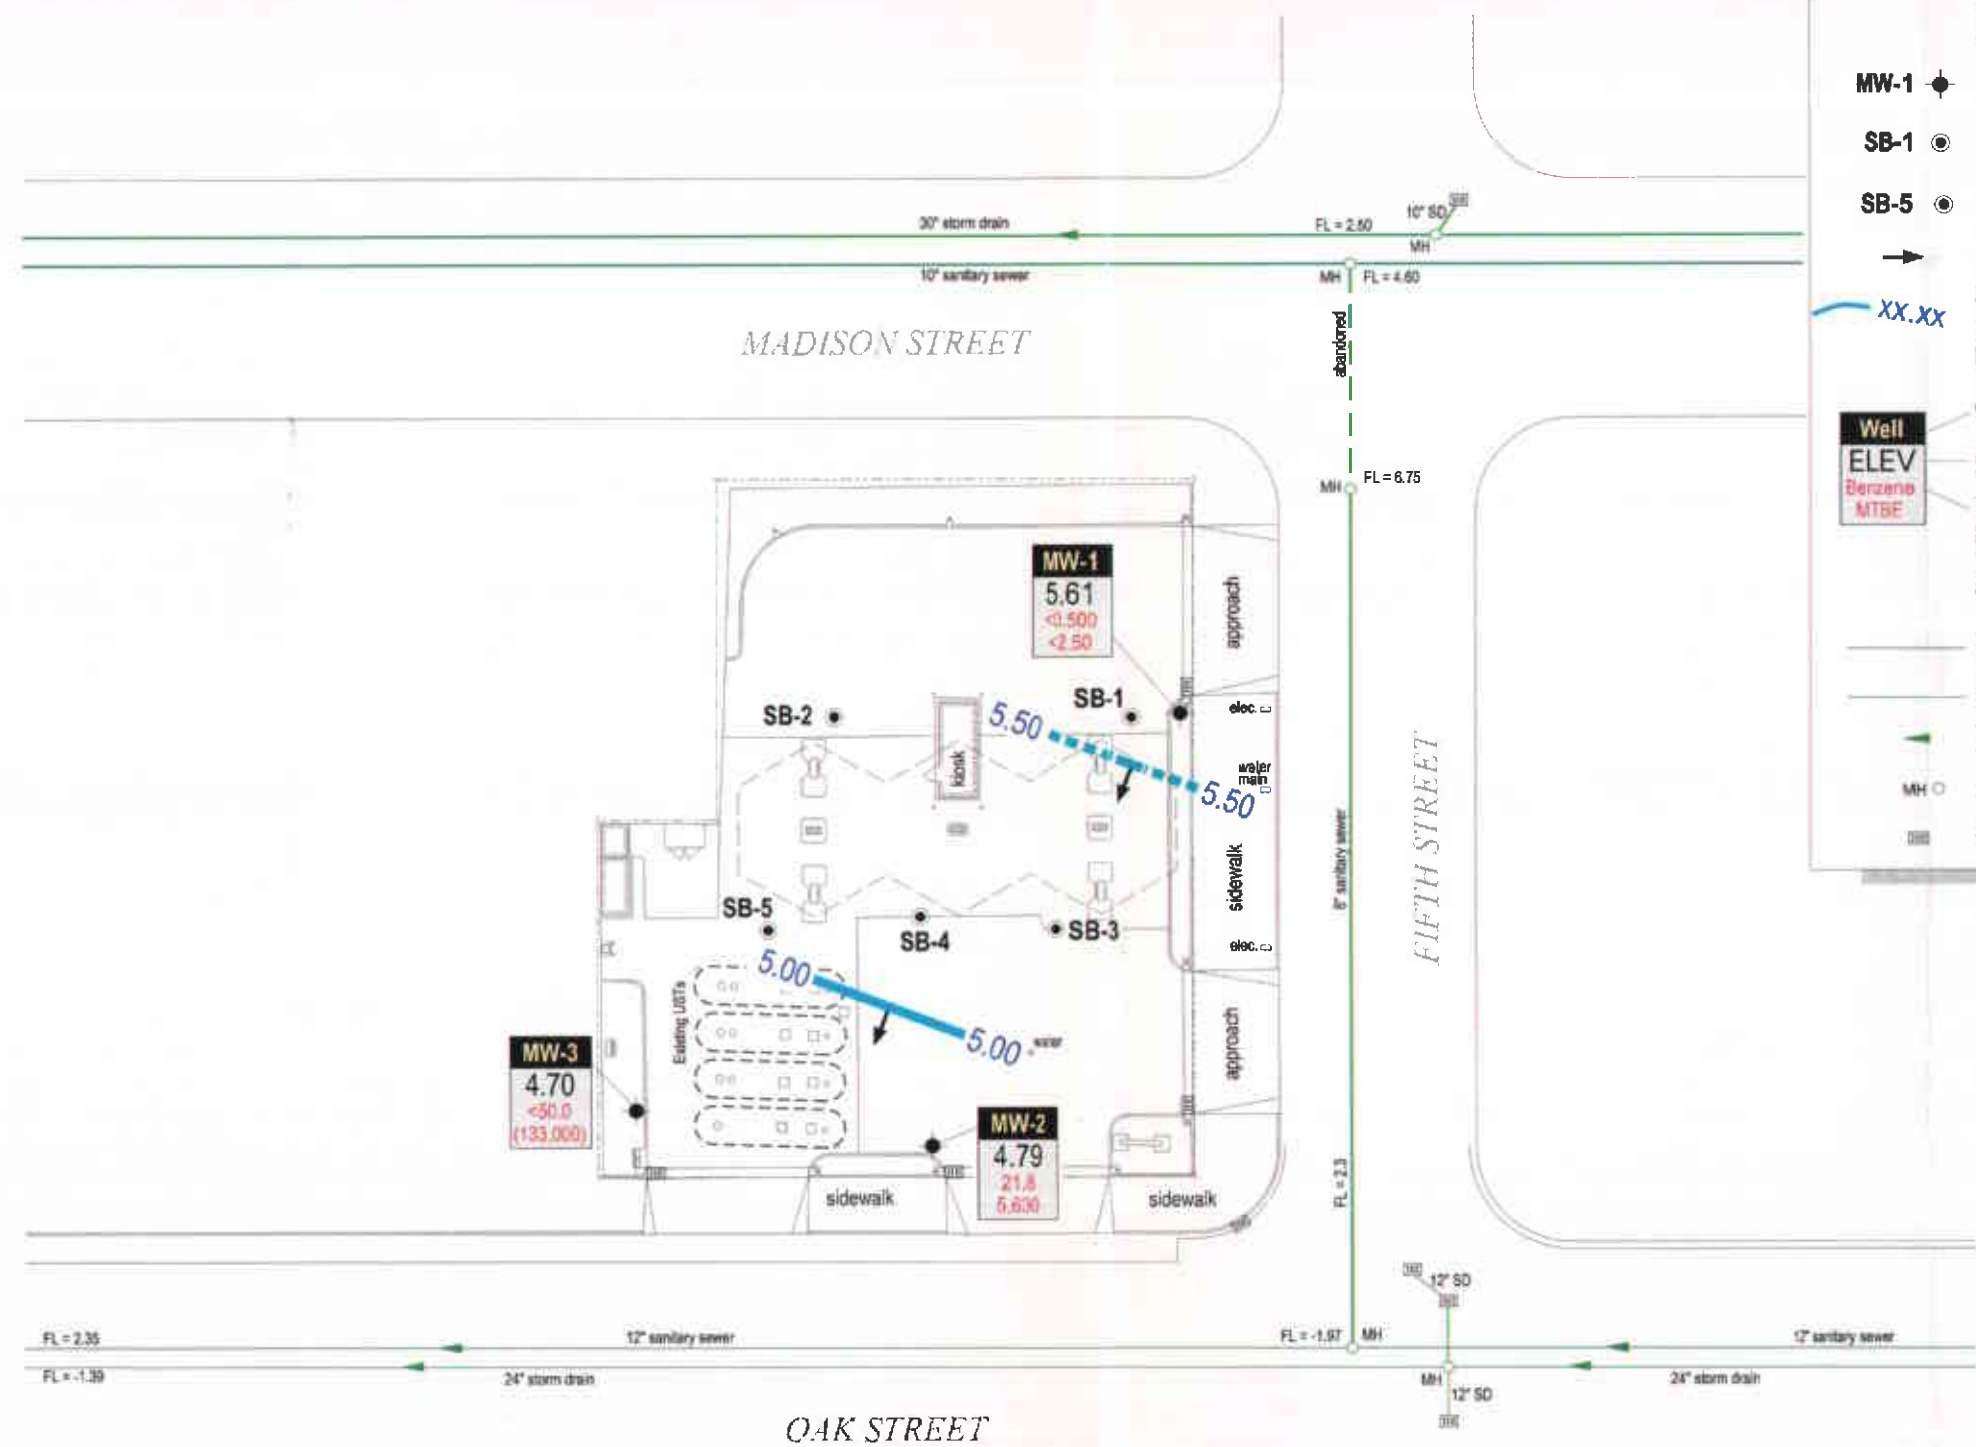 MW-1
SB-1
SB-5
XX.XX
Well
ELEV
Benzene
MTBE
MH
30" storm drain
10" sanitary sewer
FL = 2.60
10" SD
MH
MH
FL = 4.60
MADISON STREET
abandoned
MH
FL = 6.75
MW-1
5.61
<0.500
<2.50
approach
SB-2
SB-1
elec.
5.50
kiosk
water
main
5.50
8" sanitary sewer
FIFTH STREET
sidewalk
SB-5
SB-4
SB-3
elec.
5.00
Existing USTs
5.00
water
approach
MW-3
4.70
<50.0
(133,000)
MW-2
4.79
21.8
5,630
sidewalk
sidewalk
FL = 2.3
12" SD
FL = 2.35
12" sanitary sewer
FL = -1.97
MH
12" sanitary sewer
FL = -1.39
24" storm drain
MH
12" SD
24" storm drain
OAK STREET